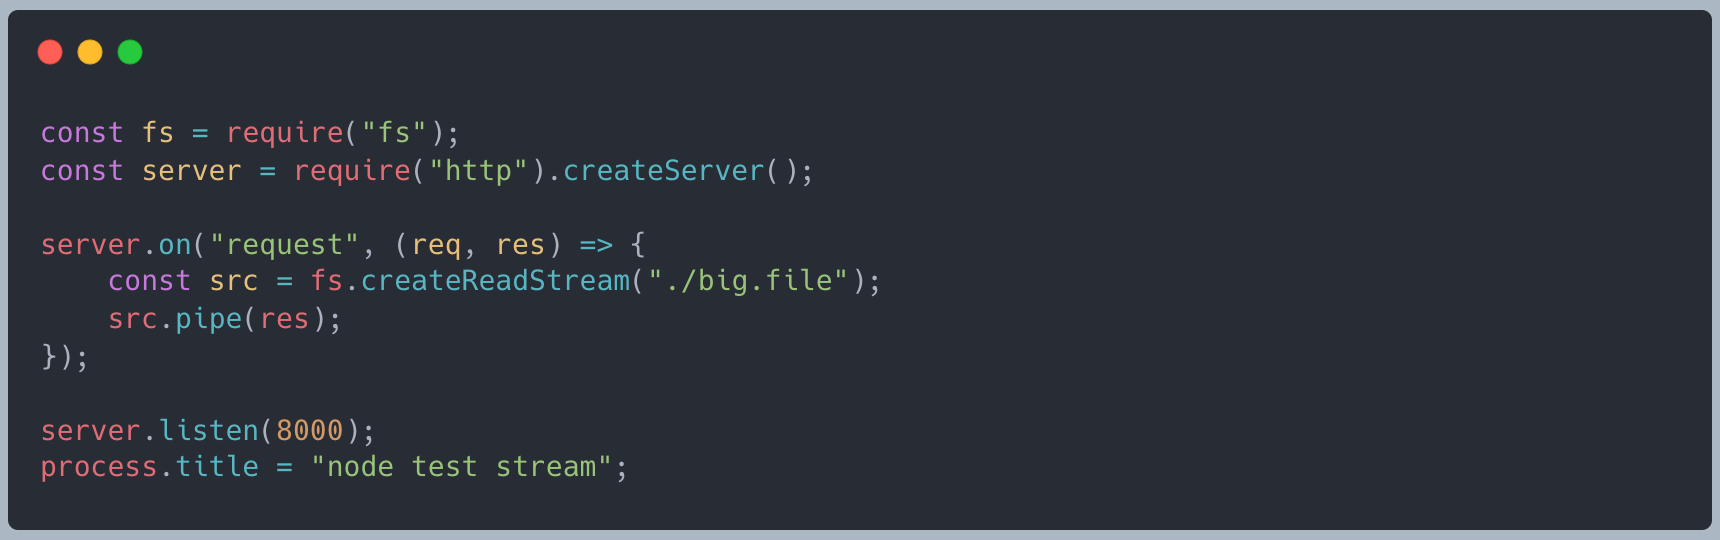 const fs = require("fs");
const server = require("http").createServer();

server.on("request", (req, res) => {
    const src = fs.createReadStream("./big.file");
    src.pipe(res);
});

server.listen(8000);
process.title = "node test stream";